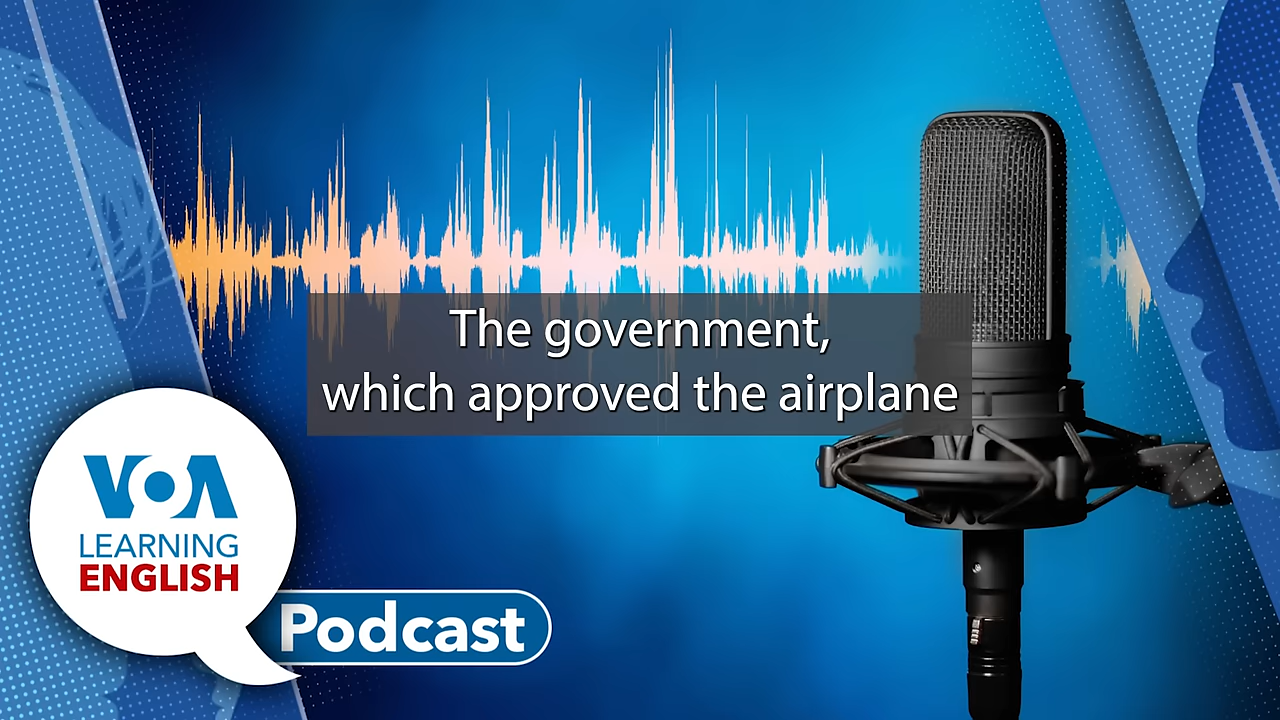 The government,
which approved the airplane
VOA
LEARNING
ENGLISH
Podcast